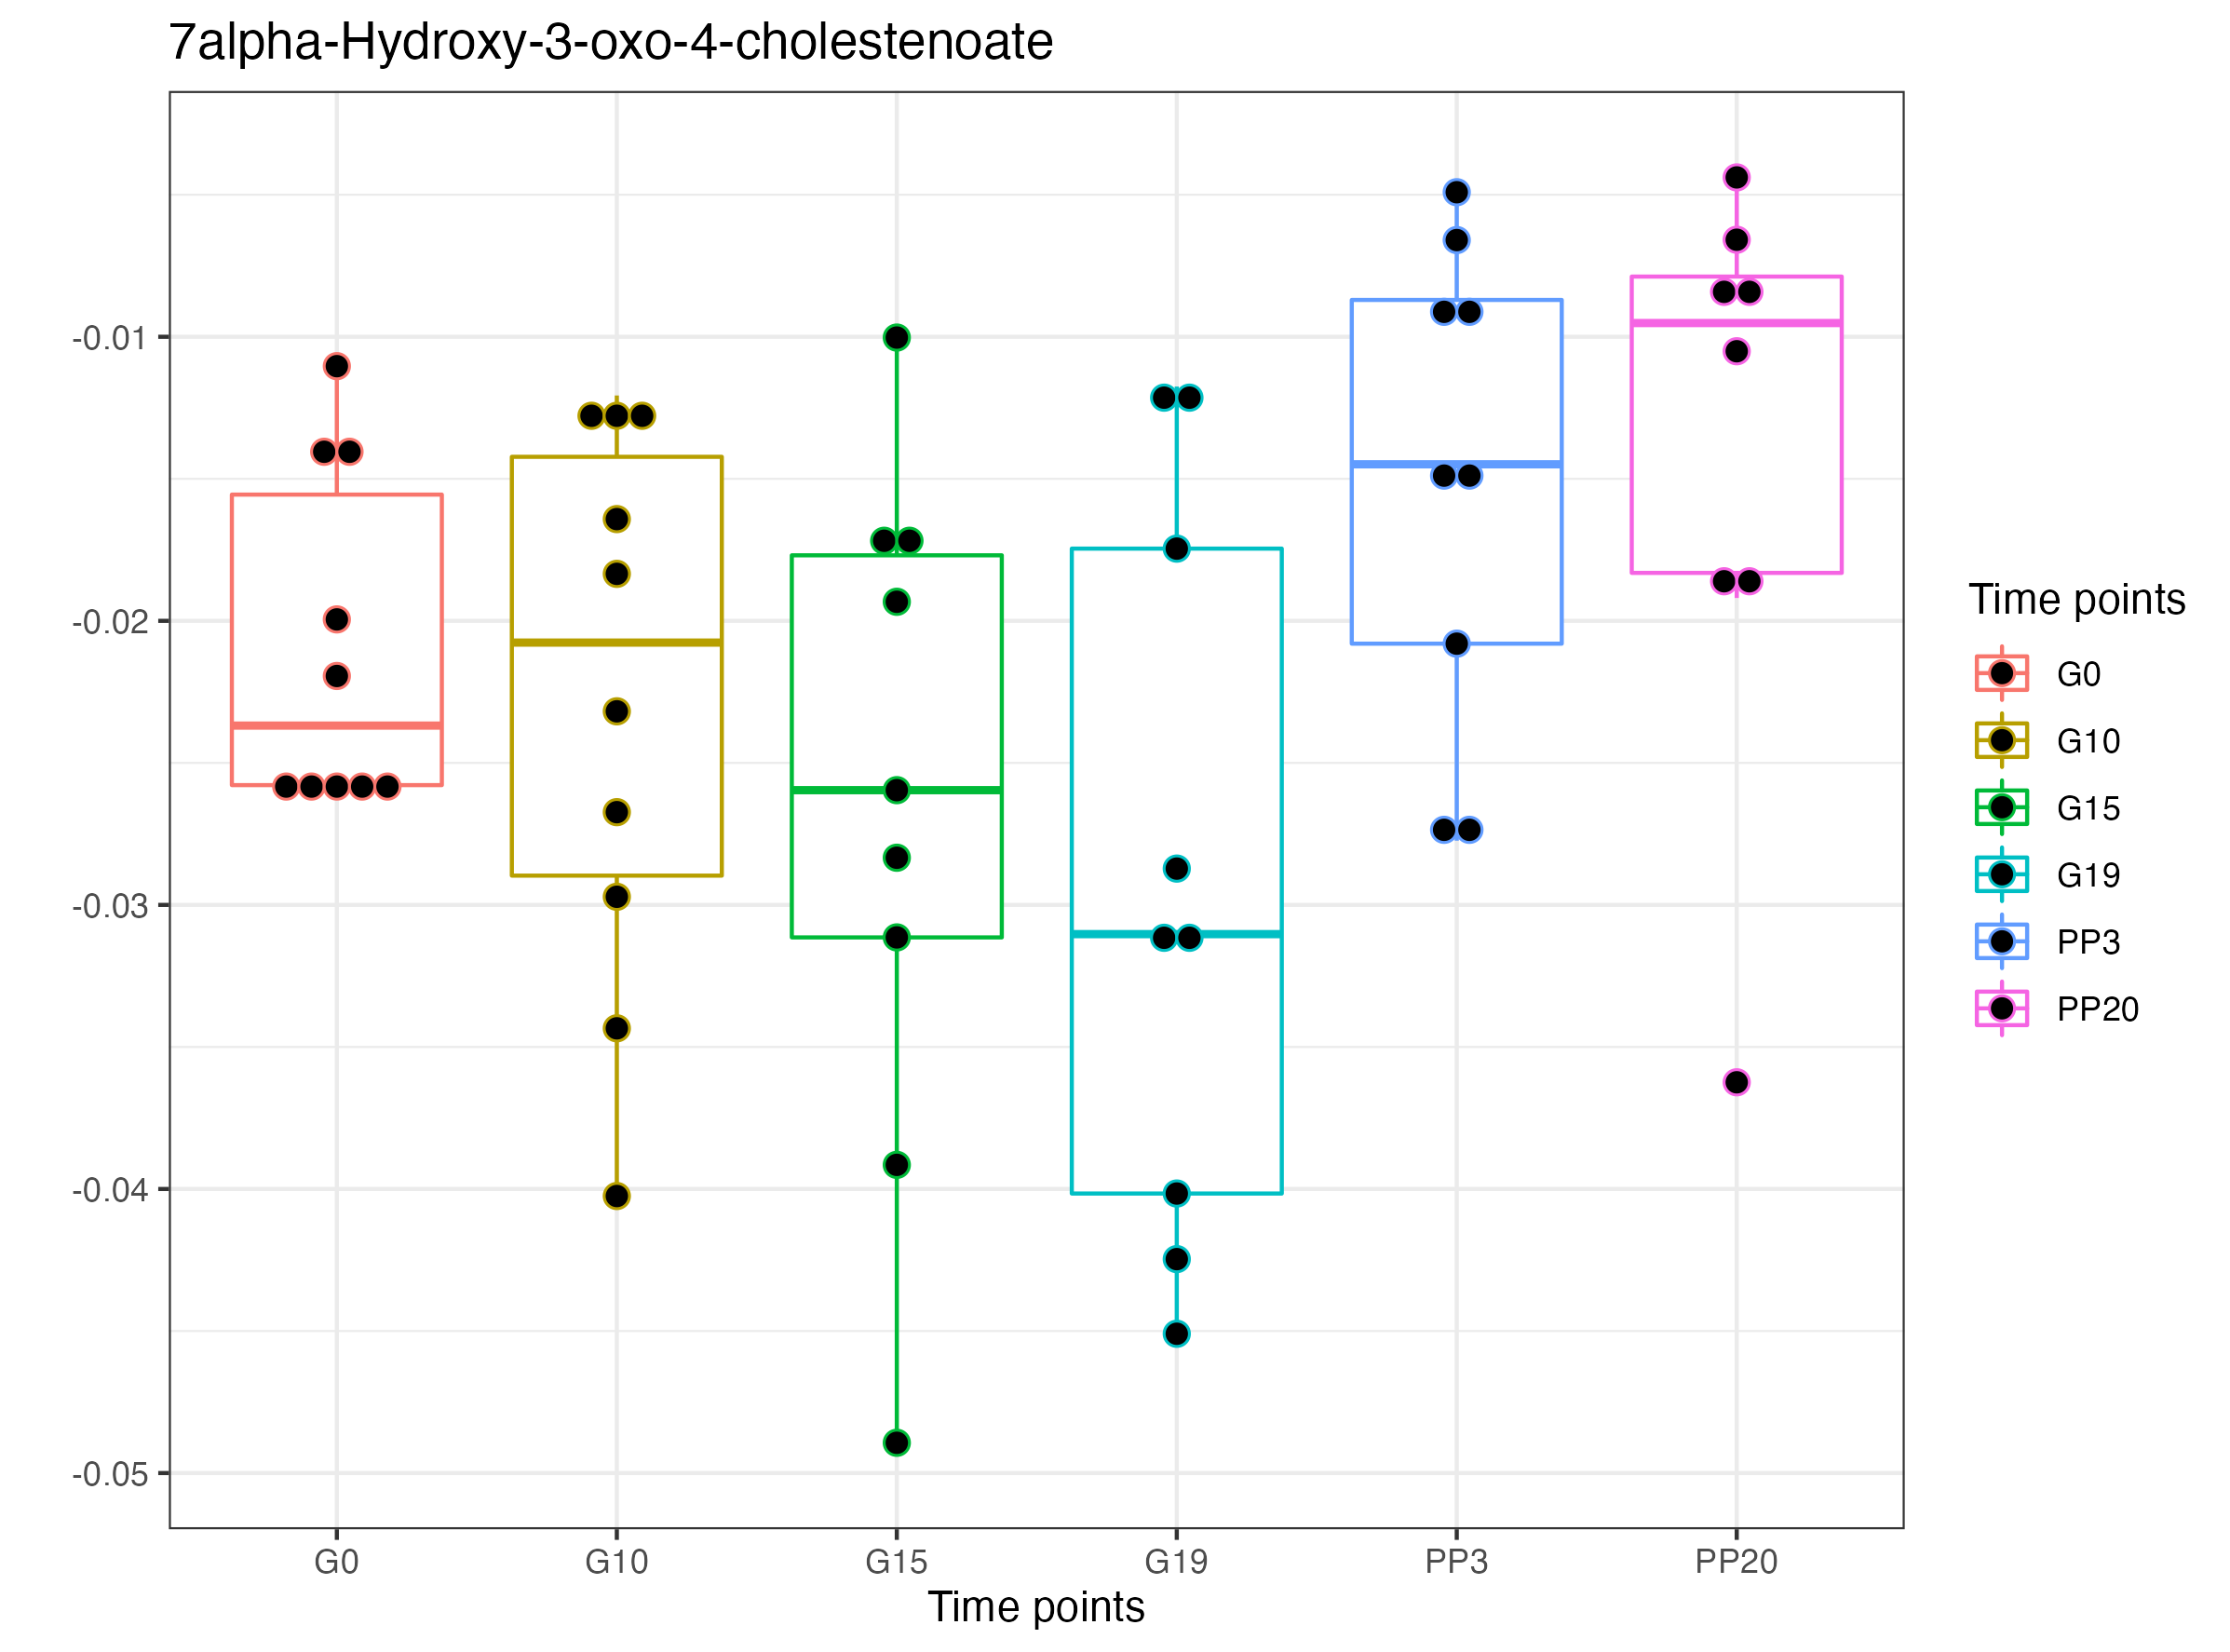 7alpha-Hydroxy-3-oxo-4-cholestenoate
-0.01
-0.02
-0.03
-0.04
-0.05
G0 G10 G15 G19 PP3 PP20
Time points
Time points
G0
G10
G15
G19
PP3
PP20